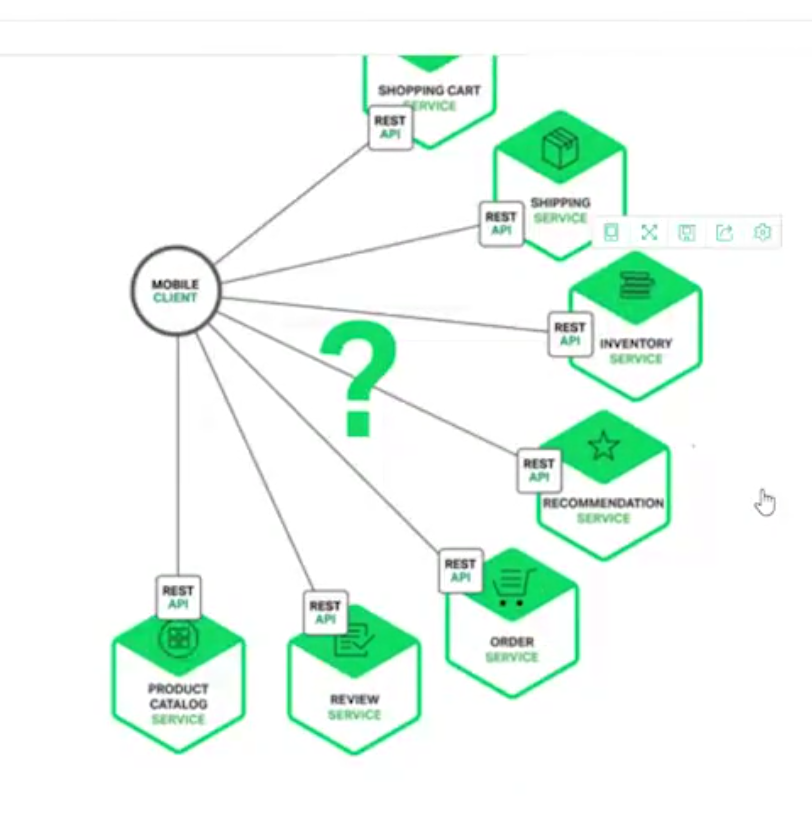 SHOPPING CART
SERVICE
REST
API
SHIPPING
SERVICE
REST
API
MOBILE
CLIENT
REST
API
INVENTORY
SERVICE
?
REST
API
RECOMMENDATION
SERVICE
REST
API
ORDER
SERVICE
REST
API
PRODUCT
CATALOG
SERVICE
REST
API
REVIEW
SERVICE